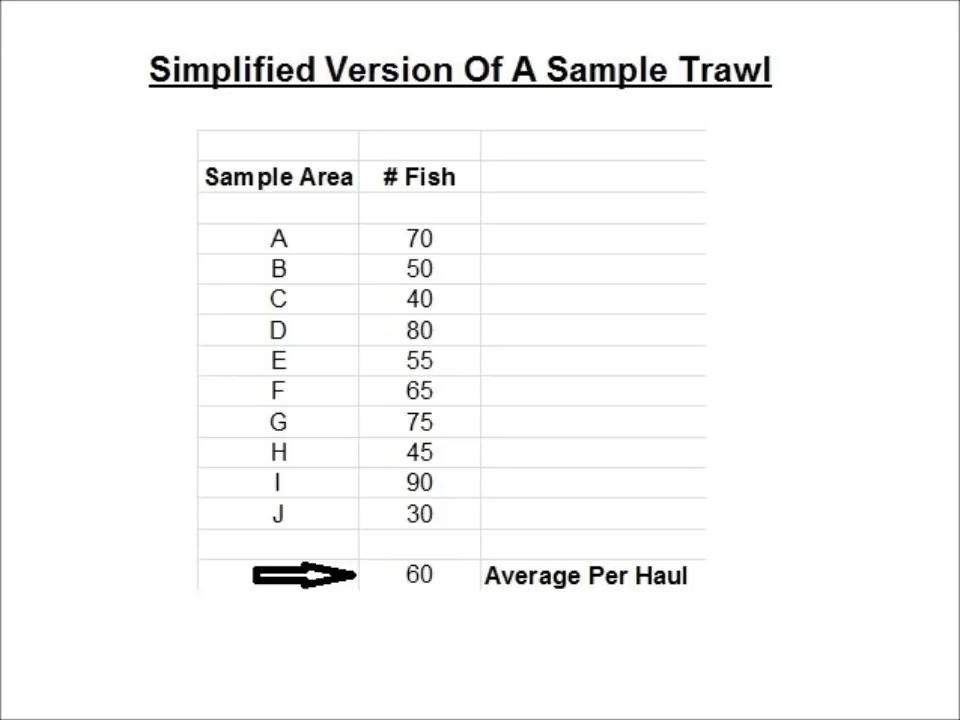 Simplified Version Of A Sample Trawl
Sample Area # Fish
A 70
B 50
C 40
D 80
E 55
F 65
G 75
H 45
I 90
J 30
60 Average Per Haul